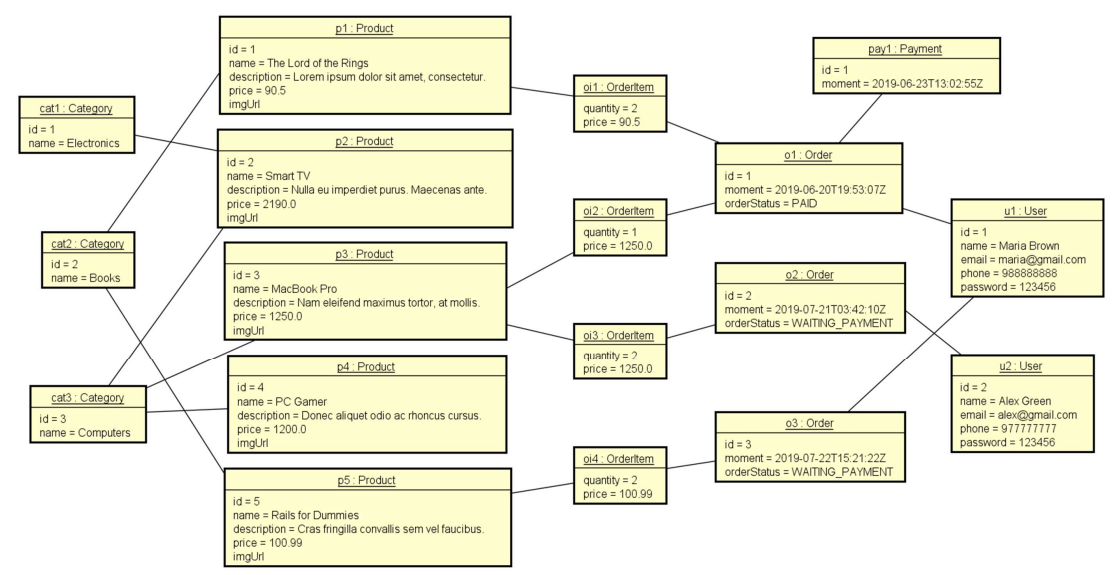 cat1 : Category
id = 1
name = Electronics
cat2 : Category
id = 2
name = Books
cat3 : Category
id = 3
name = Computers
p1 : Product
id = 1
name = The Lord of the Rings
description = Lorem ipsum dolor sit amet, consectetur.
price = 90.5
imgUrl
p2 : Product
id = 2
name = Smart TV
description = Nulla eu imperdiet purus. Maecenas ante.
price = 2190.0
imgUrl
p3 : Product
id = 3
name = MacBook Pro
description = Nam eleifend maximus tortor, at mollis.
price = 1250.0
imgUrl
p4 : Product
id = 4
name = PC Gamer
description = Donec aliquet odio ac rhoncus cursus.
price = 1200.0
imgUrl
p5 : Product
id = 5
name = Rails for Dummies
description = Cras fringilla convallis sem vel faucibus.
price = 100.99
imgUrl
oi1 : OrderItem
quantity = 2
price = 90.5
oi2 : OrderItem
quantity = 1
price = 1250.0
oi3 : OrderItem
quantity = 2
price = 1250.0
oi4 : OrderItem
quantity = 2
price = 100.99
pay1 : Payment
id = 1
moment = 2019-06-23T13:02:55Z
o1 : Order
id = 1
moment = 2019-06-20T19:53:07Z
orderStatus = PAID
o2 : Order
id = 2
moment = 2019-07-21T03:42:10Z
orderStatus = WAITING_PAYMENT
o3 : Order
id = 3
moment = 2019-07-22T15:21:22Z
orderStatus = WAITING_PAYMENT
u1 : User
id = 1
name = Maria Brown
email = maria@gmail.com
phone = 988888888
password = 123456
u2 : User
id = 2
name = Alex Green
email = alex@gmail.com
phone = 977777777
password = 123456